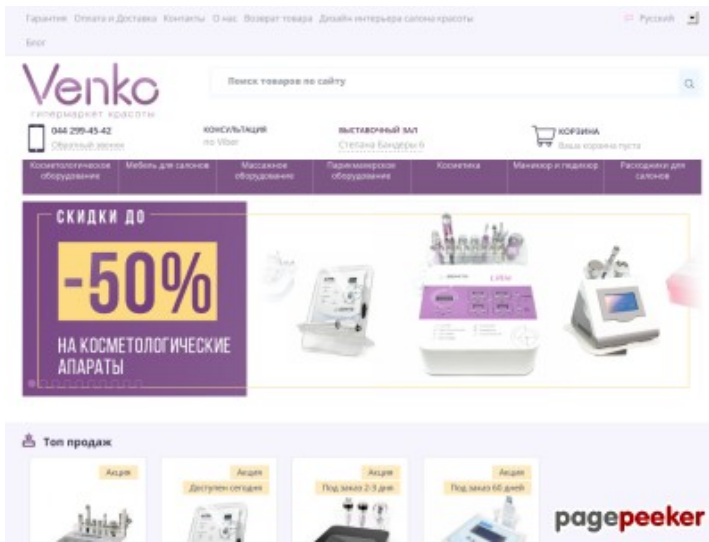 Гарантия Оплата и Доставка Контакты О нас Возврат товара Дизайн интерьера салона красоты
Русский
Блог
Venko
гипермаркет красоты
Поиск товаров по сайту
044 299-45-42
Обратный звонок
КОНСУЛЬТАЦИЯ
по Viber
ВЫСТАВОЧНЫЙ ЗАЛ
Степана Бандеры 6
КОРЗИНА
Ваша корзина пуста
Косметологическое оборудование
Мебель для салонов
Массажное оборудование
Парикмахерское оборудование
Косметика
Маникюр и педикюр
Расходники для салонов
СКИДКИ ДО
-50%
НА КОСМЕТОЛОГИЧЕСКИЕ
АПАРАТЫ
Топ продаж
Акция
Акция
Доступен сегодня
Акция
Под заказ 2-3 дня
Акция
Под заказ 60 дней
pagepeeker